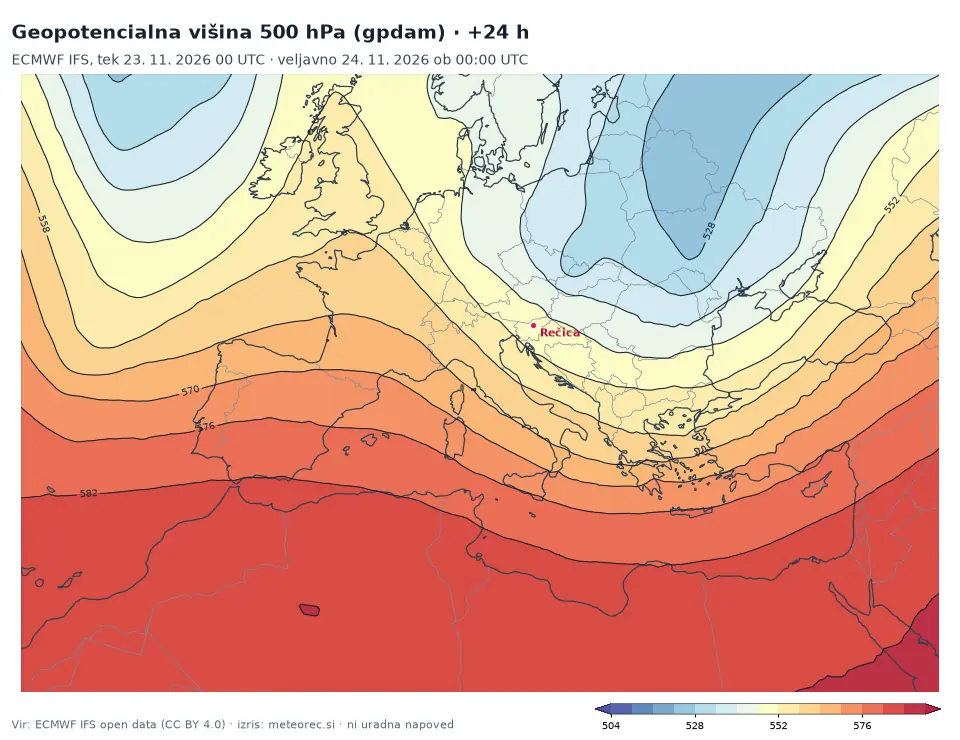 Geopotencialna višina 500 hPa (gpdam) · +24 h
ECMWF IFS, tek 23. 11. 2026 00 UTC · veljavno 24. 11. 2026 ob 00:00 UTC
558
552
528
Rečica
570
576
582
504 528 552 576
Vir: ECMWF IFS open data (CC BY 4.0) · izris: meteorec.si · ni uradna napoved